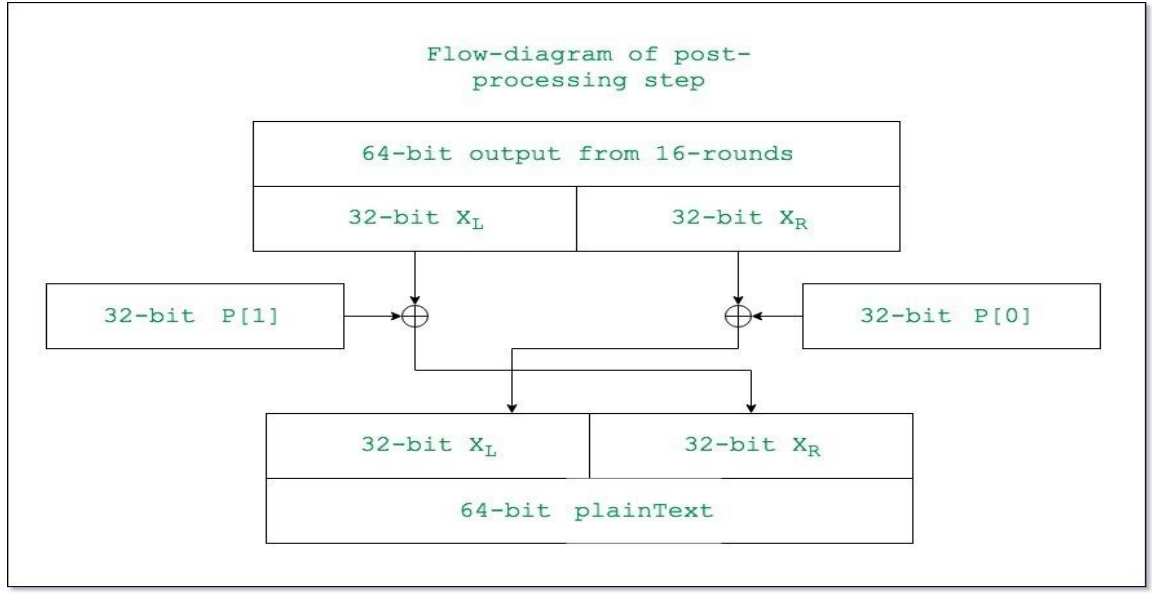 Flow-diagram of post-
processing step
64-bit output from 16-rounds
32-bit XL
32-bit XR
32-bit P[1]
32-bit P[0]
32-bit XL
32-bit XR
64-bit plainText